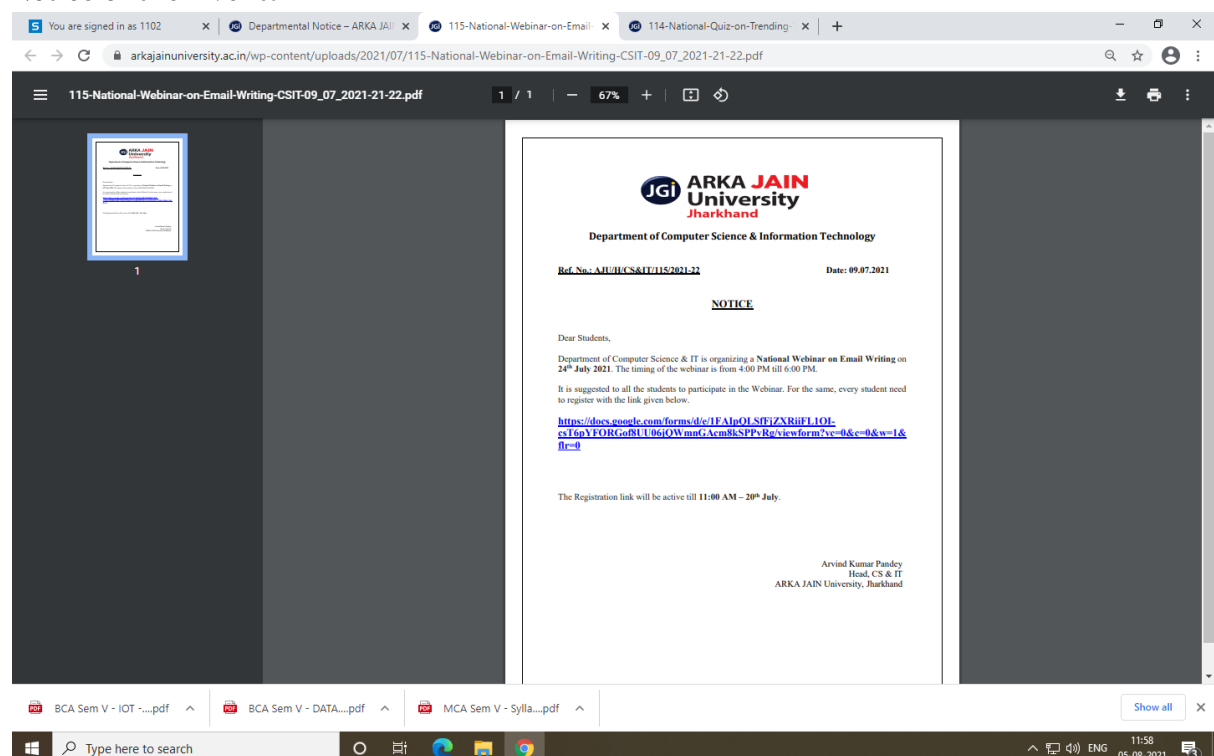 You are signed in as 1102
Departmental Notice – ARKA JAI
115-National-Webinar-on-Email-
114-National-Quiz-on-Trending-
arkajainuniversity.ac.in/wp-content/uploads/2021/07/115-National-Webinar-on-Email-Writing-CSIT-09_07_2021-21-22.pdf
115-National-Webinar-on-Email-Writing-CSIT-09_07_2021-21-22.pdf
1 / 1
67%
1
JGi ARKA JAIN
University
Jharkhand
Department of Computer Science & Information Technology
Ref. No.: AJU/II/CS&IT/115/2021-22 Date: 09.07.2021
NOTICE
Dear Students,
Department of Computer Science & IT is organizing a National Webinar on Email Writing on
24th July 2021. The timing of the webinar is from 4:00 PM till 6:00 PM.
It is suggested to all the students to participate in the Webinar. For the same, every student need
to register with the link given below.
https://docs.google.com/forms/d/e/1FAIpQLSfFjZXRiiFL1OI-
csT6pYFORGof8UU06jQWmnGAcm8kSPPvRg/viewform?vc=0&c=0&w=1&
flr=0
The Registration link will be active till 11:00 AM – 20th July.
Arvind Kumar Pandey
Head, CS & IT
ARKA JAIN University, Jharkhand
BCA Sem V - IOT -....pdf
BCA Sem V - DATA....pdf
MCA Sem V - Sylla....pdf
Show all
Type here to search
ENG
11:58
05-08-2021